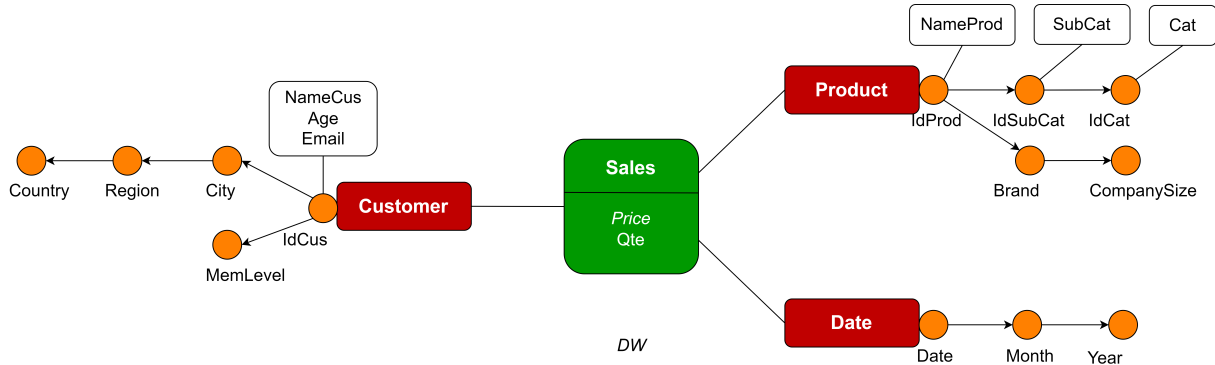 NameProd
SubCat
Cat
Product
IdProd
IdSubCat
IdCat
Brand
CompanySize
NameCus
Age
Email
Country
Region
City
Customer
IdCus
MemLevel
Sales
Price
Qte
Date
Date
Month
Year
DW